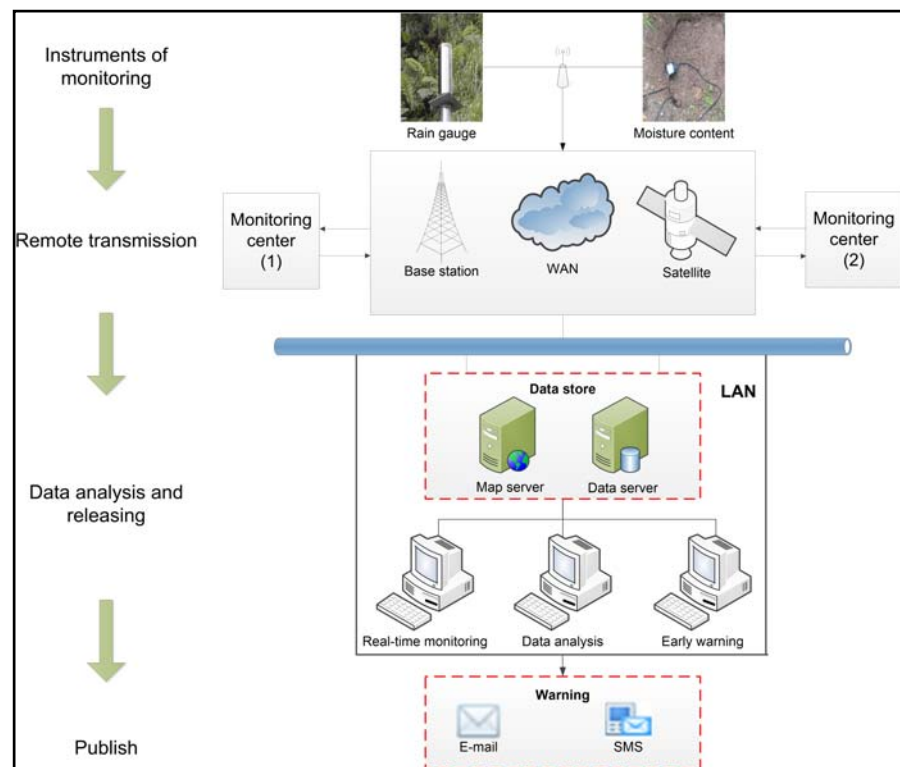 Instruments of
monitoring
Rain gauge
Moisture content
Remote transmission
Monitoring
center
(1)
Base station
WAN
Satellite
Monitoring
center
(2)
LAN
Data store
Map server
Data server
Data analysis and
releasing
Real-time monitoring
Data analysis
Early warning
Warning
E-mail
SMS
Publish